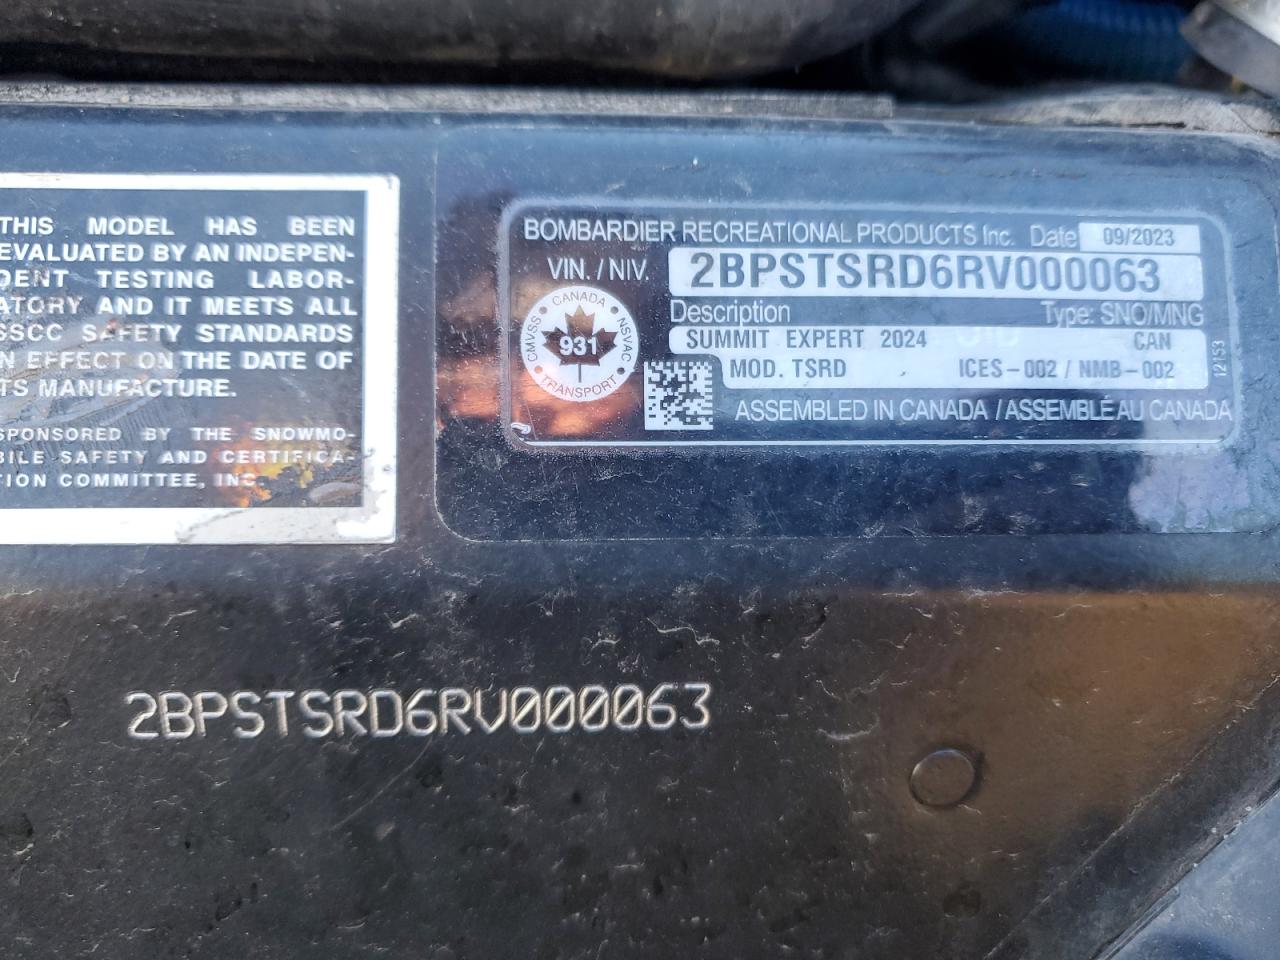 THIS MODEL HAS BEEN
EVALUATED BY AN INDEPEN-
DENT TESTING LABOR-
ATORY AND IT MEETS ALL
SSCC SAFETY STANDARDS
IN EFFECT ON THE DATE OF
ITS MANUFACTURE.
SPONSORED BY THE SNOWMO-
BILE SAFETY AND CERTIFICA-
TION COMMITTEE, INC.
BOMBARDIER RECREATIONAL PRODUCTS Inc. Date 09/2023
VIN. / NIV. 2BPSTSRD6RV000063
Description Type: SNO/MNG
SUMMIT EXPERT 2024 CAN
MOD. TSRD ICES-002 / NMB-002
ASSEMBLED IN CANADA / ASSEMBLÉ AU CANADA
CANADA
CMVSS 931 NSVAC
TRANSPORT
12153
2BPSTSRD6RV000063